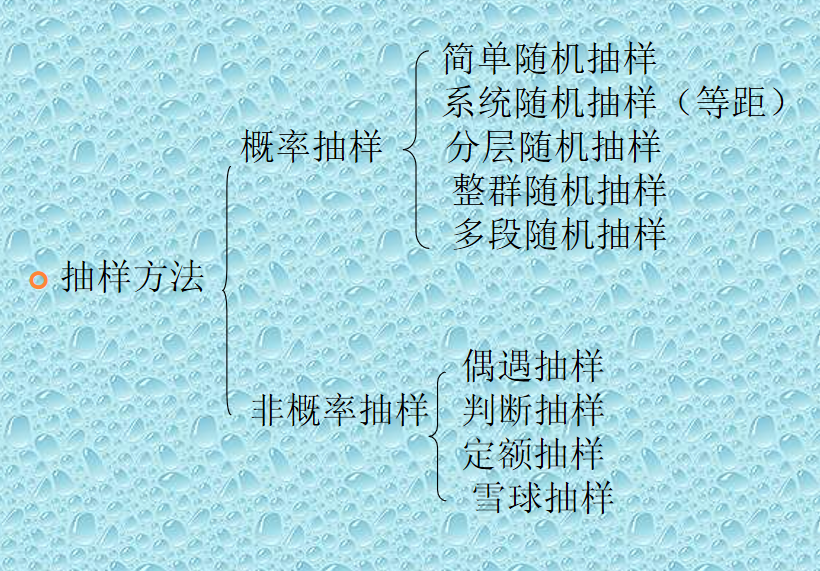 简单随机抽样
系统随机抽样（等距）
概率抽样
分层随机抽样
整群随机抽样
多段随机抽样
抽样方法
偶遇抽样
非概率抽样
判断抽样
定额抽样
雪球抽样